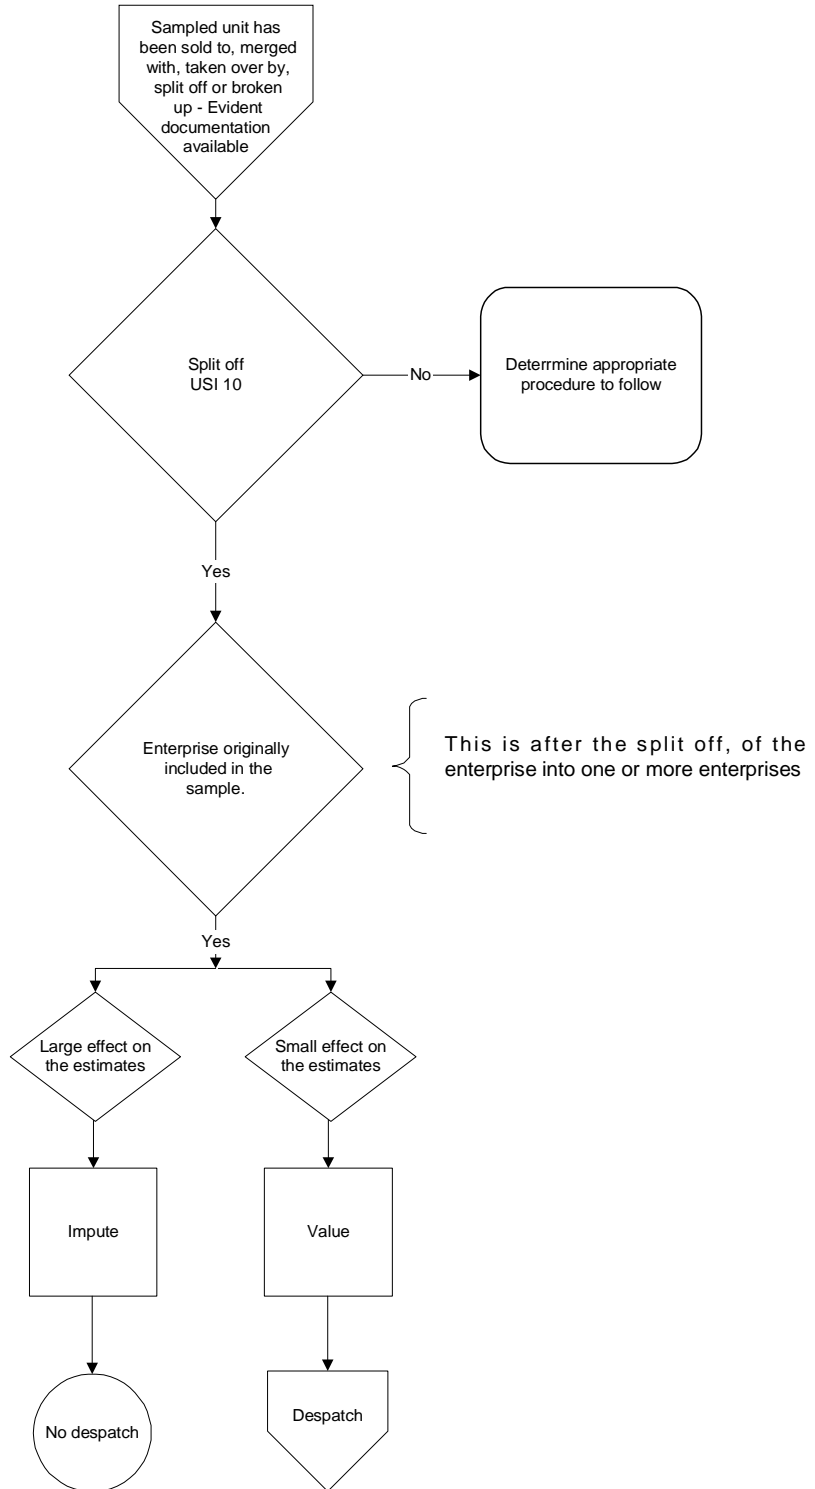 Sampled unit has
been sold to, merged
with, taken over by,
split off or broken
up - Evident
documentation
available
Split off
USI 10
No
Deterrmine appropriate
procedure to follow
Yes
Enterprise originally
included in the
sample.
This is after the split off, of the
enterprise into one or more enterprises
Yes
Large effect on
the estimates
Small effect on
the estimates
Impute
Value
No despatch
Despatch